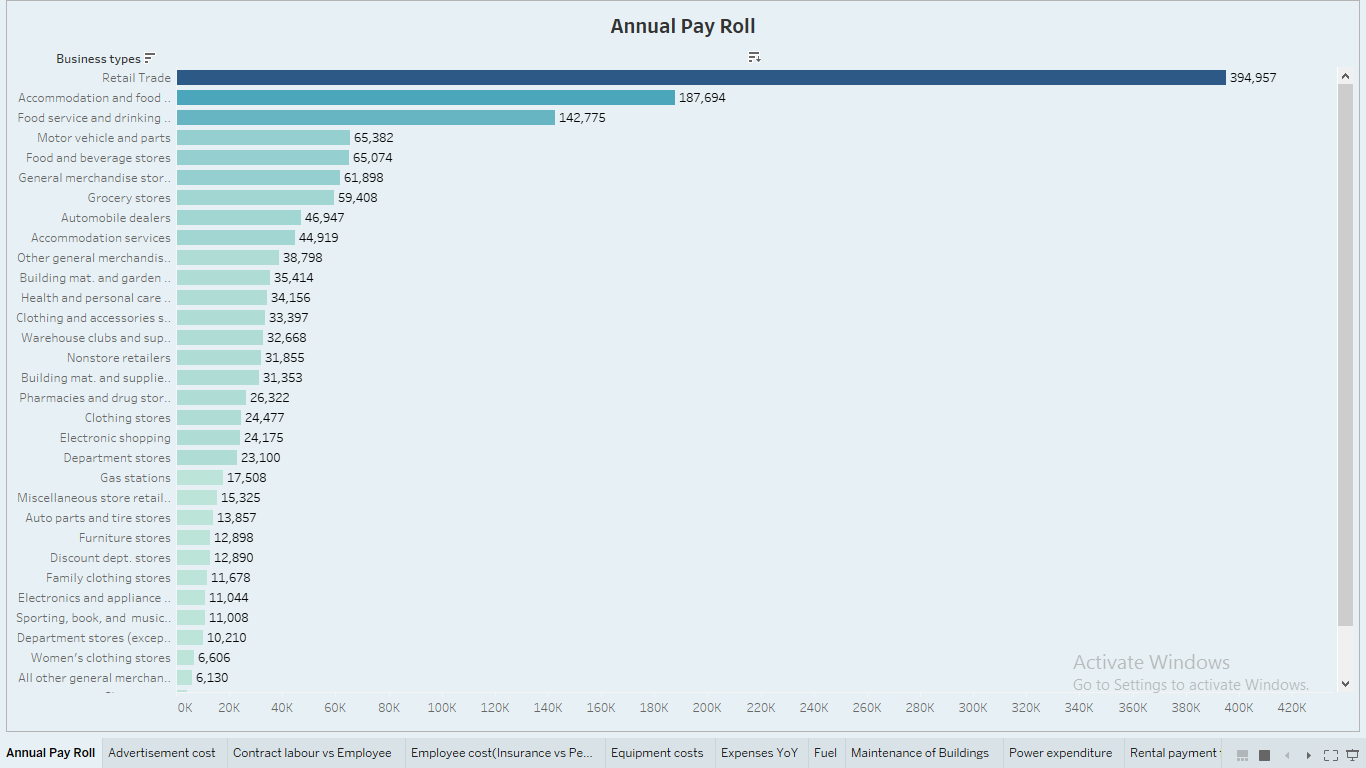 Annual Pay Roll
Business types
Retail Trade 394,957
Accommodation and food .. 187,694
Food service and drinking .. 142,775
Motor vehicle and parts 65,382
Food and beverage stores 65,074
General merchandise stor.. 61,898
Grocery stores 59,408
Automobile dealers 46,947
Accommodation services 44,919
Other general merchandis.. 38,798
Building mat. and garden .. 35,414
Health and personal care .. 34,156
Clothing and accessories s.. 33,397
Warehouse clubs and sup.. 32,668
Nonstore retailers 31,855
Building mat. and supplie.. 31,353
Pharmacies and drug stor.. 26,322
Clothing stores 24,477
Electronic shopping 24,175
Department stores 23,100
Gas stations 17,508
Miscellaneous store retail.. 15,325
Auto parts and tire stores 13,857
Furniture stores 12,898
Discount dept. stores 12,890
Family clothing stores 11,678
Electronics and appliance .. 11,044
Sporting, book, and music.. 11,008
Department stores (excep.. 10,210
Women's clothing stores 6,606
All other general merchan.. 6,130
Activate Windows
Go to Settings to activate Windows.
0K 20K 40K 60K 80K 100K 120K 140K 160K 180K 200K 220K 240K 260K 280K 300K 320K 340K 360K 380K 400K 420K
Annual Pay Roll Advertisement cost Contract labour vs Employee Employee cost(Insurance vs Pe... Equipment costs Expenses YoY Fuel Maintenance of Buildings Power expenditure Rental payment